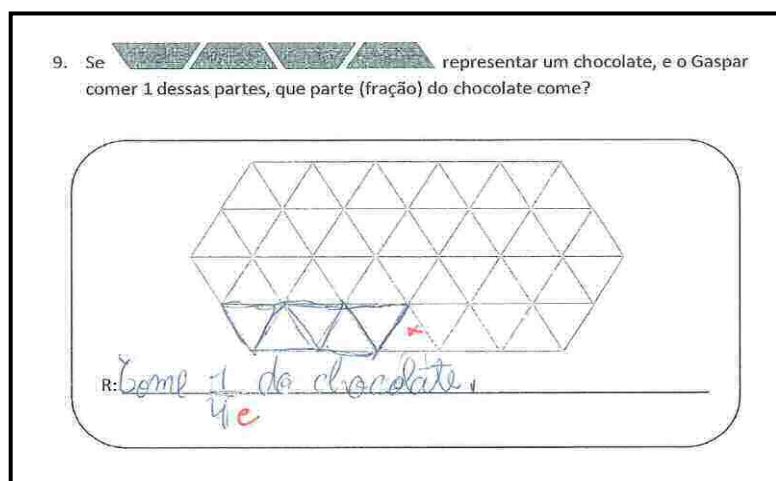 9. Se representar um chocolate, e o Gaspar
comer 1 dessas partes, que parte (fração) do chocolate come?
R: Come 1/4 do chocolate.
e